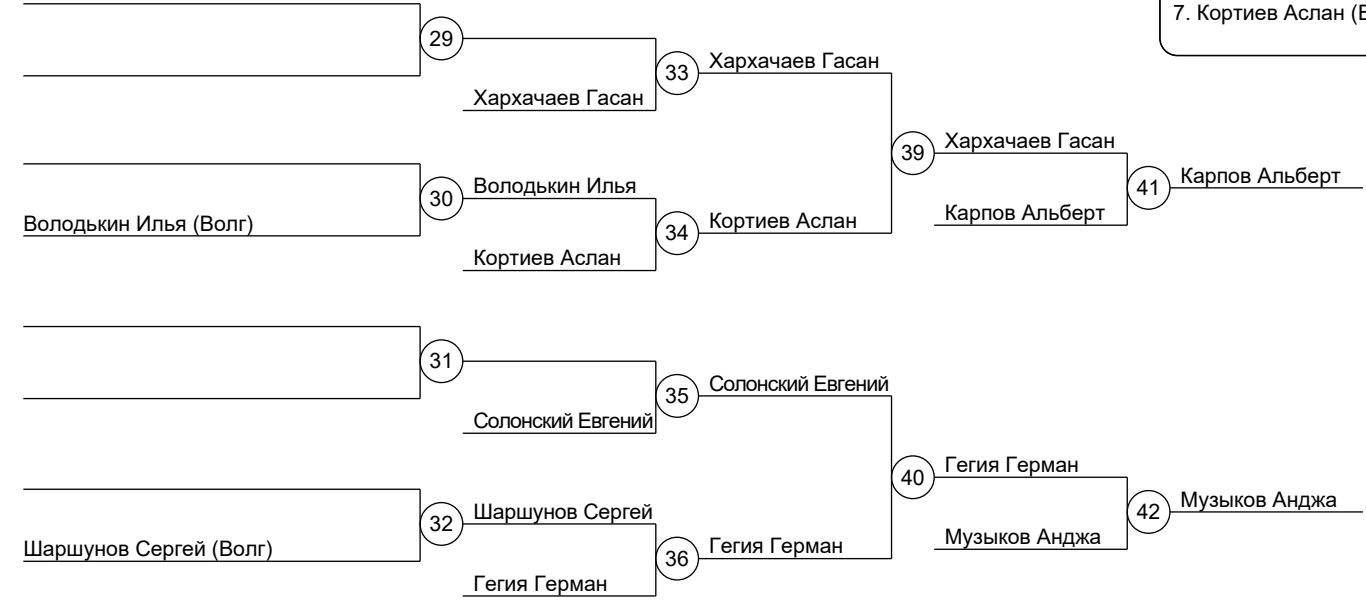 7. Кортиев Аслан (В
29
Хархачаев Гасан
33
Хархачаев Гасан
Хархачаев Гасан
39
Карпов Альберт
41
Володькин Илья
30
Карпов Альберт
Кортиев Аслан
Володькин Илья (Волг)
34
Кортиев Аслан
31
Солонский Евгений
35
Солонский Евгений
Гегия Герман
40
Музыков Анджа
Шаршунов Сергей
42
32
Музыков Анджа
Гегия Герман
Шаршунов Сергей (Волг)
36
Гегия Герман